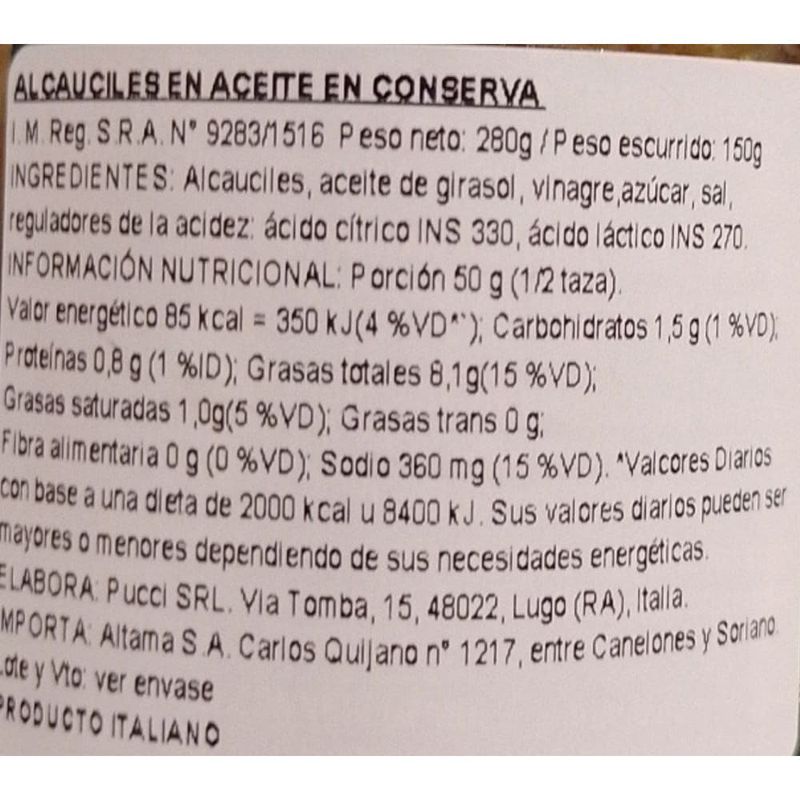 ALCAUCILES EN ACEITE EN CONSERVA
I.M. Reg. S.R.A. N° 9283/1516 Peso neto: 280g / Peso escurrido: 150g
INGREDIENTES: Alcauciles, aceite de girasol, vinagre,azúcar, sal,
reguladores de la acidez: ácido cítrico INS 330, ácido láctico INS 270.
INFORMACIÓN NUTRICIONAL: Porción 50 g (1/2 taza).
Valor energético 85 kcal = 350 kJ(4 %VD*`); Carbohidratos 1,5 g (1 %VD);
Proteínas 0,8 g (1 %ID); Grasas totales 8,1g(15 %VD);
Grasas saturadas 1,0g(5 %VD); Grasas trans 0 g;
Fibra alimentaria 0 g (0 %VD); Sodio 360 mg (15 %VD). *Valcores Diarios
con base a una dieta de 2000 kcal u 8400 kJ. Sus valores diarios pueden ser
mayores o menores dependiendo de sus necesidades energéticas.
ELABORA: Pucci SRL. Via Tomba, 15, 48022, Lugo (RA), Italia.
IMPORTA: Altama S.A. Carlos Quijano n° 1217, entre Canelones y Soriano.
Lote y Vto: ver envase
PRODUCTO ITALIANO